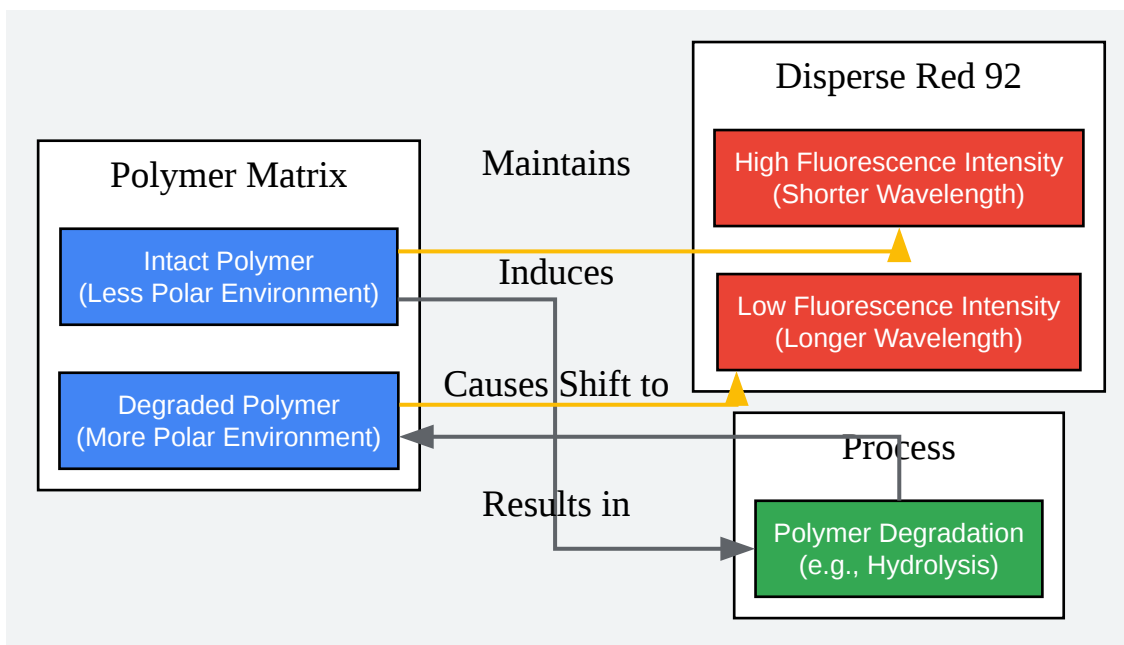 Polymer Matrix
Intact Polymer
(Less Polar Environment)
Degraded Polymer
(More Polar Environment)
Maintains
Induces
Causes Shift to
Results in
Disperse Red 92
High Fluorescence Intensity
(Shorter Wavelength)
Low Fluorescence Intensity
(Longer Wavelength)
Process
Polymer Degradation
(e.g., Hydrolysis)